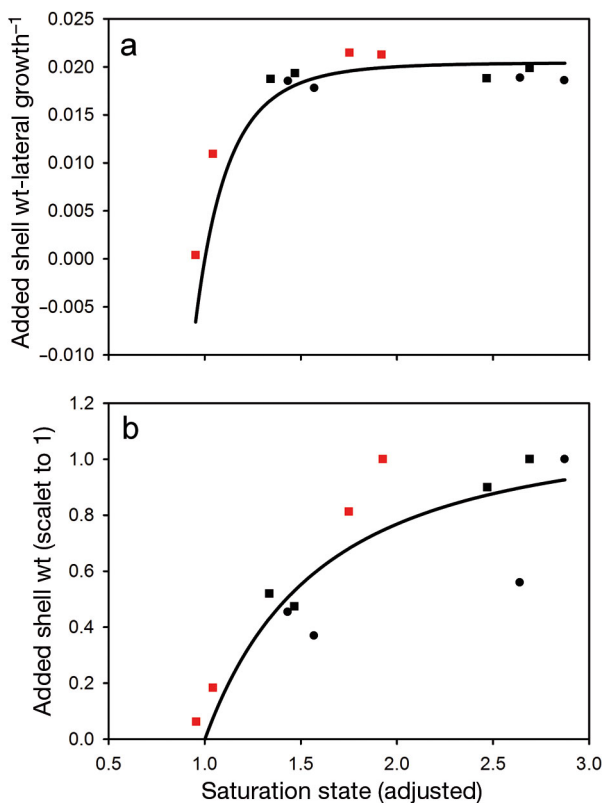 a
Added shell wt-lateral growth⁻¹
0.025
0.020
0.015
0.010
0.005
0.000
−0.005
−0.010
b
Added shell wt (scalet to 1)
1.2
1.0
0.8
0.6
0.4
0.2
0.0
0.5 1.0 1.5 2.0 2.5 3.0
Saturation state (adjusted)